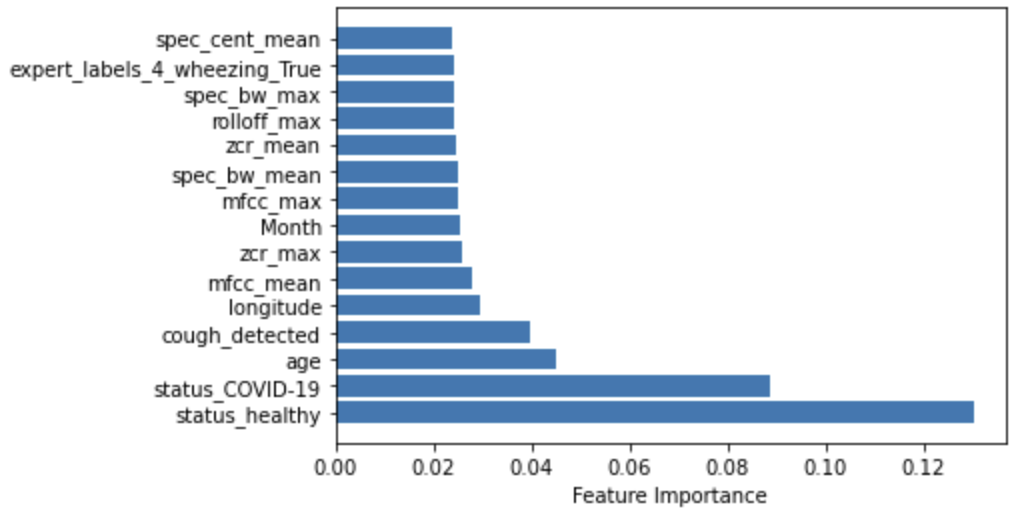 spec_cent_mean
expert_labels_4_wheezing_True
spec_bw_max
rolloff_max
zcr_mean
spec_bw_mean
mfcc_max
Month
zcr_max
mfcc_mean
longitude
cough_detected
age
status_COVID-19
status_healthy
0.00 0.02 0.04 0.06 0.08 0.10 0.12
Feature Importance